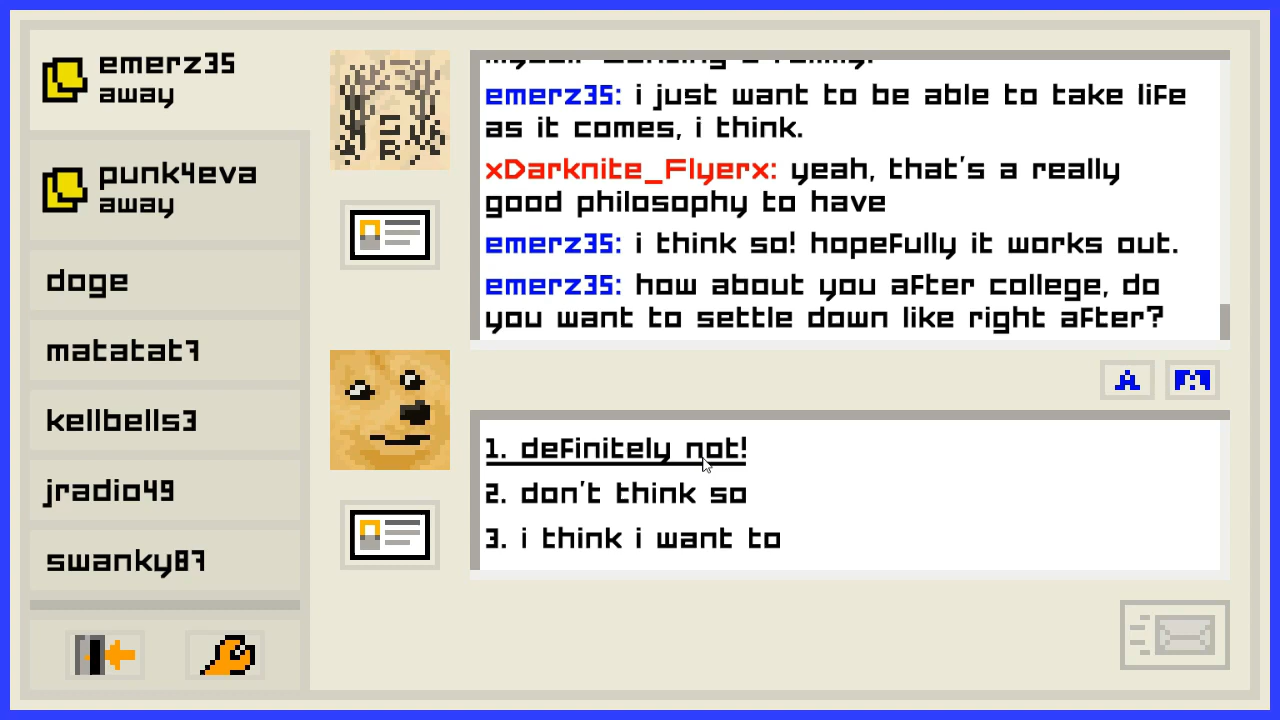 emerz35
away
punk4eva
away
doge
matatat7
kellbells3
jradio49
swanky87
emerz35: i just want to be able to take life
as it comes, i think.
xDarknite_Flyerx: yeah, that's a really
good philosophy to have
emerz35: i think so! hopefully it works out.
emerz35: how about you after college, do
you want to settle down like right after?
A
1. definitely not!
2. don't think so
3. i think i want to